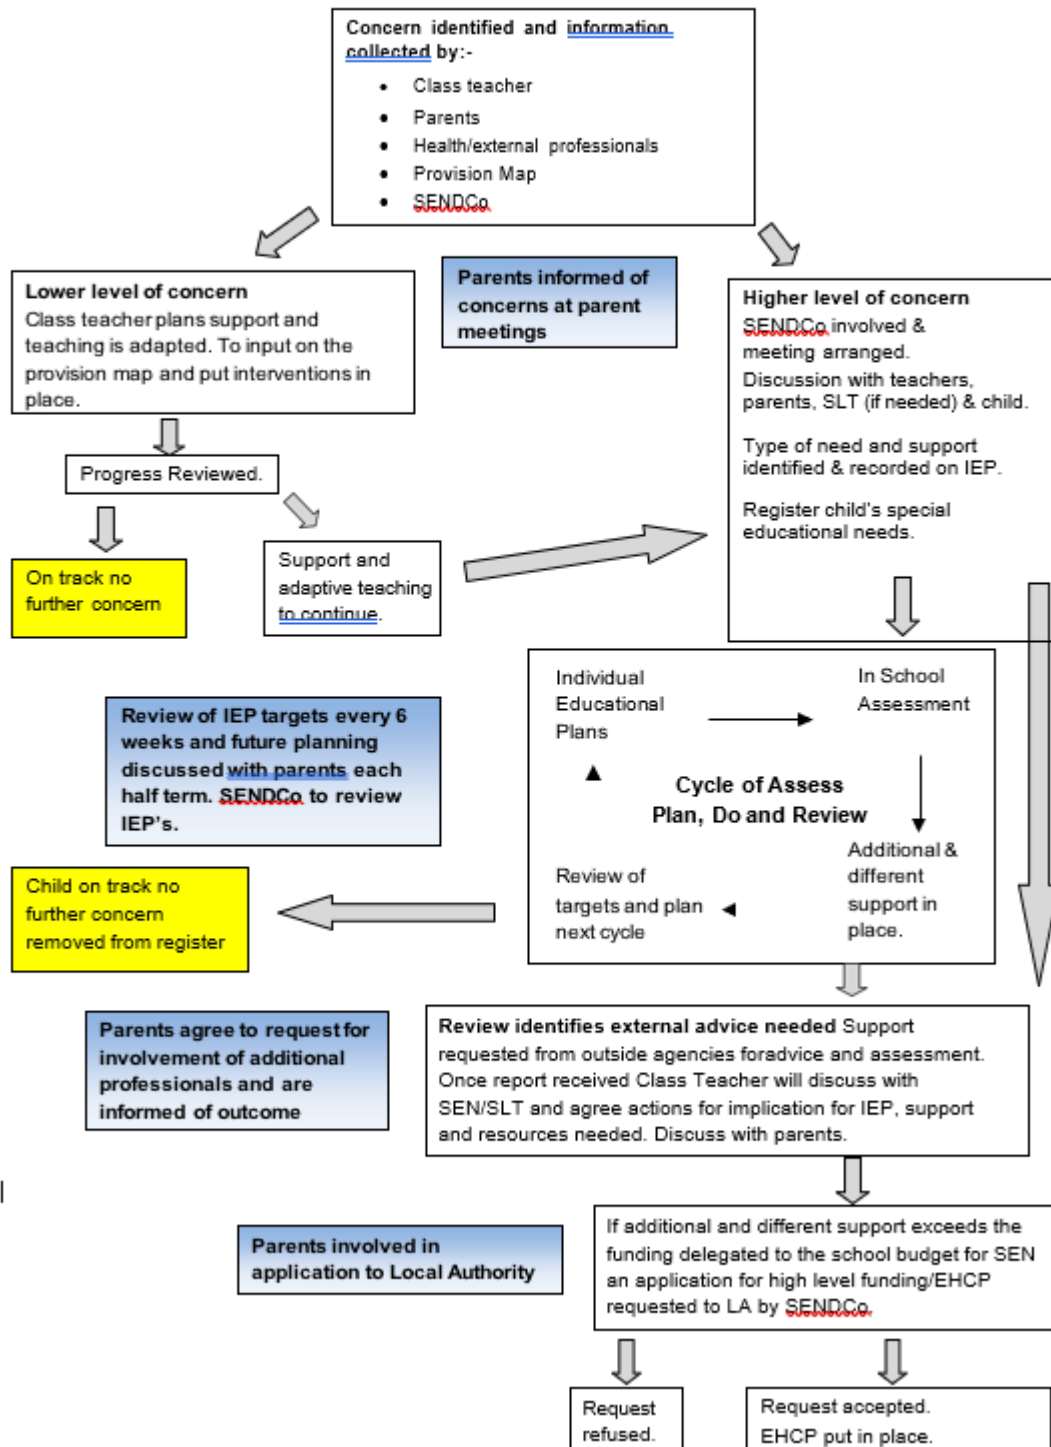 Concern identified and information
collected by:-
• Class teacher
• Parents
• Health/external professionals
• Provision Map
• SENDCo
Lower level of concern
Class teacher plans support and
teaching is adapted. To input on the
provision map and put interventions in
place.
Parents informed of
concerns at parent
meetings
Higher level of concern
SENDCo involved &
meeting arranged.
Discussion with teachers,
parents, SLT (if needed) & child.
Type of need and support
identified & recorded on IEP.
Register child's special
educational needs.
Progress Reviewed.
On track no
further concern
Support and
adaptive teaching
to continue.
Review of IEP targets every 6
weeks and future planning
discussed with parents each
half term. SENDCo to review
IEP's.
Individual
Educational
Plans
In School
Assessment
Cycle of Assess
Plan, Do and Review
Additional &
different
support in
place.
Review of
targets and plan
next cycle
Child on track no
further concern
removed from register
Parents agree to request for
involvement of additional
professionals and are
informed of outcome
Review identifies external advice needed Support
requested from outside agencies foradvice and assessment.
Once report received Class Teacher will discuss with
SEN/SLT and agree actions for implication for IEP, support
and resources needed. Discuss with parents.
Parents involved in
application to Local Authority
If additional and different support exceeds the
funding delegated to the school budget for SEN
an application for high level funding/EHCP
requested to LA by SENDCo
Request
refused.
Request accepted.
EHCP put in place.